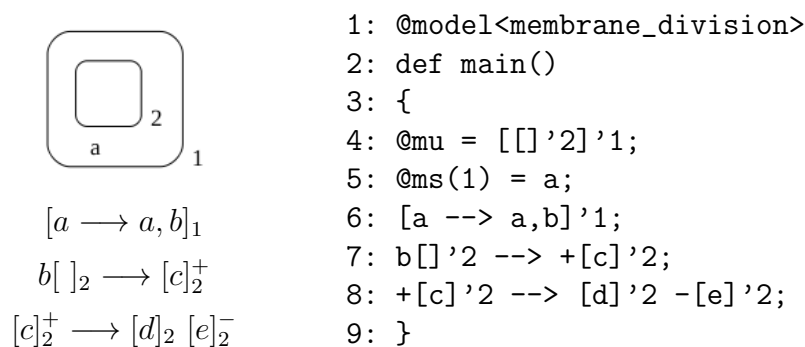 2
a
1
[a ⟶ a, b]₁
b[ ]₂ ⟶ [c]₂⁺
[c]₂⁺ ⟶ [d]₂ [e]₂⁻
1: @model<membrane_division>
2: def main()
3: {
4: @mu = [[]'2]'1;
5: @ms(1) = a;
6: [a --> a,b]'1;
7: b[]'2 --> +[c]'2;
8: +[c]'2 --> [d]'2 -[e]'2;
9: }